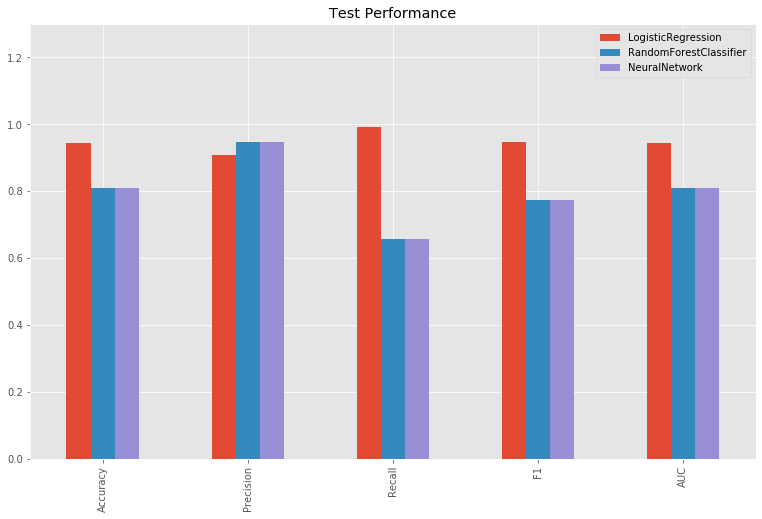 Test Performance
LogisticRegression
RandomForestClassifier
NeuralNetwork
1.2
1.0
0.8
0.6
0.4
0.2
0.0
Accuracy
Precision
Recall
F1
AUC